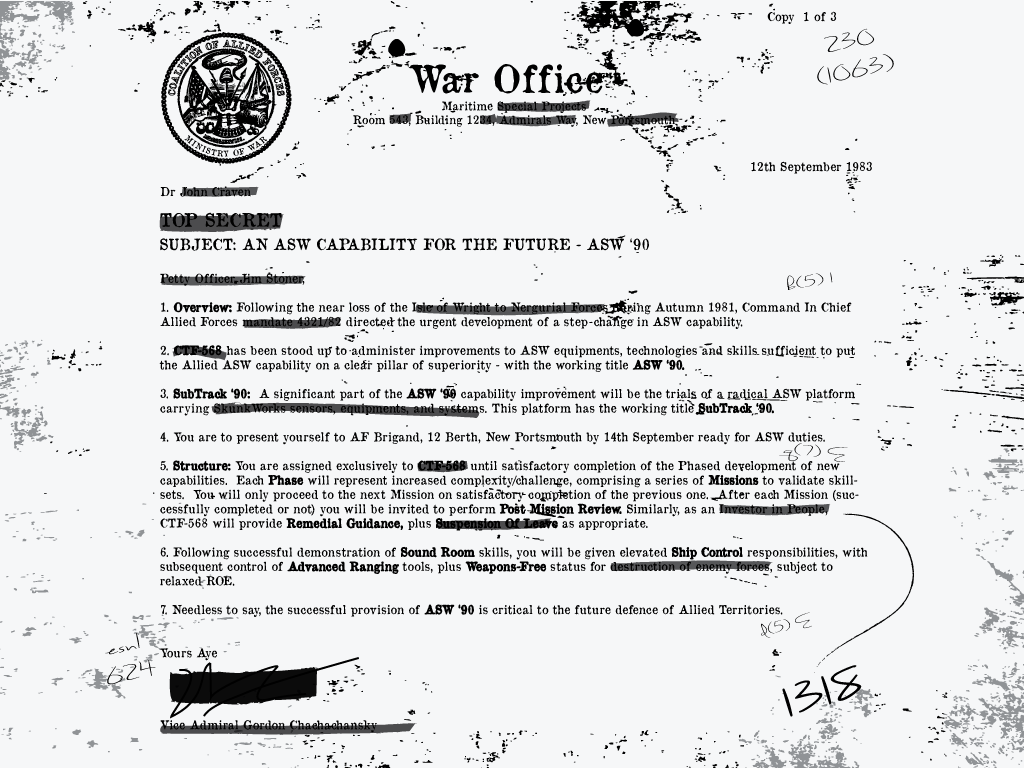 Copy 1 of 3
230
(1063)
COALITION OF ALLIED FORCES
MINISTRY OF WAR
War Office
Maritime Special Projects
Room 543, Building 1234, Admirals Way, New Portsmouth
12th September 1983
Dr John Craven
TOP SECRET
SUBJECT: AN ASW CAPABILITY FOR THE FUTURE - ASW '90
Petty Officer, Jim Stoner,
1. Overview: Following the near loss of the Isle of Wright to Nergurial Forces during Autumn 1981, Command In Chief
Allied Forces mandate 4321/82 directed the urgent development of a step-change in ASW capability.
2. CTF-568 has been stood up to administer improvements to ASW equipments, technologies and skills sufficient to put
the Allied ASW capability on a clear pillar of superiority - with the working title ASW '90.
3. SubTrack '90: A significant part of the ASW '90 capability improvement will be the trials of a radical ASW platform
carrying SkunkWorks sensors, equipments, and systems. This platform has the working title SubTrack '90.
4. You are to present yourself to AF Brigand, 12 Berth, New Portsmouth by 14th September ready for ASW duties.
5. Structure: You are assigned exclusively to CTF-568 until satisfactory completion of the Phased development of new
capabilities. Each Phase will represent increased complexity/challenge, comprising a series of Missions to validate skill-
sets. You will only proceed to the next Mission on satisfactory completion of the previous one. After each Mission (suc-
cessfully completed or not) you will be invited to perform Post Mission Review. Similarly, as an Investor in People,
CTF-568 will provide Remedial Guidance, plus Suspension Of Leave as appropriate.
6. Following successful demonstration of Sound Room skills, you will be given elevated Ship Control responsibilities, with
subsequent control of Advanced Ranging tools, plus Weapons-Free status for destruction of enemy forces, subject to
relaxed ROE.
7. Needless to say, the successful provision of ASW '90 is critical to the future defence of Allied Territories.
Yours Aye
624
1318
Vice Admiral Gordon Chachachansky